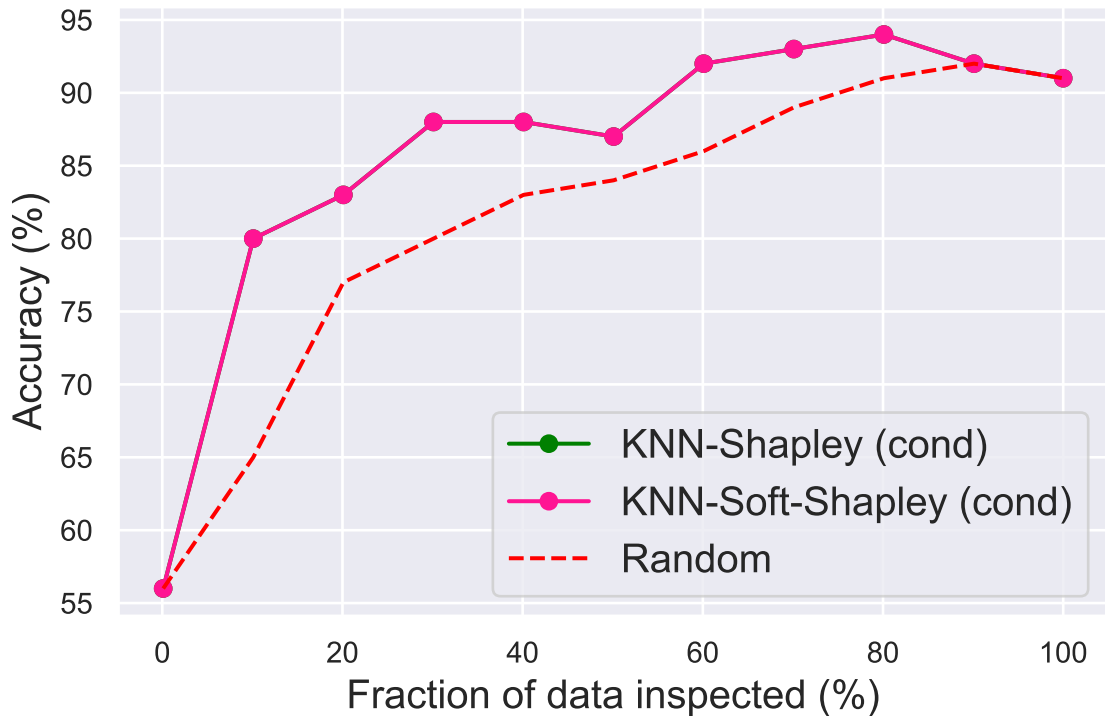 95
90
85
80
75
70
65
60
55
Accuracy (%)
KNN-Shapley (cond)
KNN-Soft-Shapley (cond)
Random
0 20 40 60 80 100
Fraction of data inspected (%)